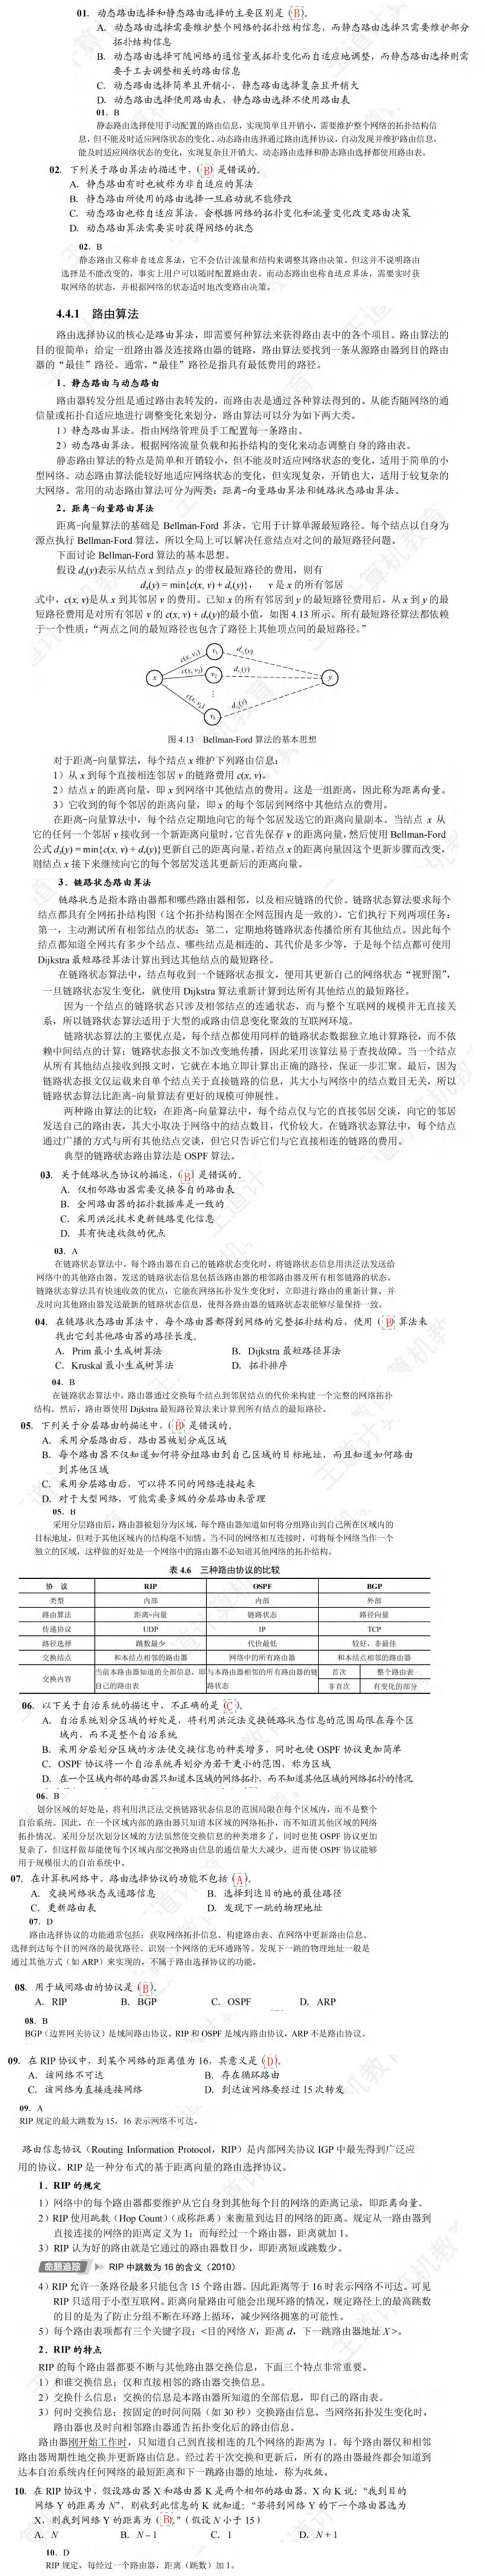 01. 动态路由选择和静态路由选择的主要区别是 (B)。
A. 动态路由选择需要维护整个网络的拓扑结构信息，而静态路由选择只需要维护部分
拓扑结构信息
B. 动态路由选择可随网络的通信量或拓扑变化而自适应地调整，而静态路由选择则需
要手工去调整相关的路由信息
C. 动态路由选择简单且开销小，静态路由选择复杂且开销大
D. 动态路由选择使用路由表，静态路由选择不使用路由表
01. B
静态路由选择使用手动配置的路由信息，实现简单且开销小，需要维护整个网络的拓扑结构信
息，但不能及时适应网络状态的变化。动态路由选择通过路由选择协议，自动发现并维护路由信息，
能及时适应网络状态的变化，实现复杂且开销大。动态路由选择和静态路由选择都使用路由表。
02. 下列关于路由算法的描述中，(B) 是错误的。
A. 静态路由有时也被称为非自适应的算法
B. 静态路由所使用的路由选择一旦启动就不能修改
C. 动态路由也称自适应算法，会根据网络的拓扑变化和流量变化改变路由决策
D. 动态路由算法需要实时获得网络的状态
02. B
静态路由又称非自适应算法，它不会估计流量和结构来调整其路由决策。但这并不说明路由
选择是不能改变的，事实上用户可以随时配置路由表。而动态路由也称自适应算法，需要实时获
取网络的状态，并根据网络的状态适时地改变路由决策。
4.4.1 路由算法
路由选择协议的核心是路由算法，即需要何种算法来获得路由表中的各个项目。路由算法的
目的很简单：给定一组路由器及连接路由器的链路，路由算法要找到一条从源路由器到目的路由
器的“最佳”路径。通常，“最佳”路径是指具有最低费用的路径。
1．静态路由与动态路由
路由器转发分组是通过路由表转发的，而路由表是通过各种算法得到的。从能否随网络的通
信量或拓扑自适应地进行调整变化来划分，路由算法可以分为如下两大类。
1）静态路由算法。指由网络管理员手工配置每一条路由。
2）动态路由算法。根据网络流量负载和拓扑结构的变化来动态调整自身的路由表。
静态路由算法的特点是简单和开销较小，但不能及时适应网络状态的变化，适用于简单的小
型网络。动态路由算法能较好地适应网络状态的变化，但实现复杂，开销也大，适用于较复杂的
大网络。常用的动态路由算法可分为两类：距离-向量路由算法和链路状态路由算法。
2．距离-向量路由算法
距离-向量算法的基础是 Bellman-Ford 算法，它用于计算单源最短路径。每个结点以自身为
源点执行 Bellman-Ford 算法，所以全局上可以解决任意结点对之间的最短路径问题。
下面讨论 Bellman-Ford 算法的基本思想。
假设 dx(y)表示从结点 x 到结点 y 的带权的最短路径的费用，则有
dx(y) = min{c(x, v) + dv(y)}， v 是 x 的所有邻居
式中，c(x, v)是从 x 到其邻居 v 的费用。已知 x 的所有邻居到 y 的最短路径费用后，从 x 到 y 的最
短路径费用是对所有邻居 v 的 c(x, v) + dv(y)的最小值，如图 4.13 所示。所有最短路径算法都依赖
于一个性质：“两点之间的最短路径也包含了路径上其他顶点间的最短路径。”
c(x, v1) v1 dv1(y)
x c(x, v2) v2 dv2(y) y
⋮
c(x, vk) vk dvk(y)
图 4.13 Bellman-Ford 算法的基本思想
对于距离-向量算法，每个结点 x 维护下列路由信息：
1）从 x 到每个直接相连邻居 v 的链路费用 c(x, v)。
2）结点 x 的距离向量，即 x 到网络中其他结点的费用。这是一组距离，因此称为距离向量。
3）它收到的每个邻居的距离向量，即 x 的每个邻居到网络中其他结点的费用。
在距离-向量算法中，每个结点定期地向它的每个邻居发送它的距离向量副本。当结点 x 从
它的任何一个邻居 v 接收到一个新距离向量时，它首先保存 v 的距离向量，然后使用 Bellman-Ford
公式 dx(y) = min{c(x, v) + dv(y)}更新自己的距离向量。若结点 x 的距离向量因这个更新步骤而改变，
则结点 x 接下来继续向它的每个邻居发送其更新后的距离向量。
3．链路状态路由算法
链路状态是指本路由器都和哪些路由器相邻，以及相应链路的代价。链路状态算法要求每个
结点都具有全网拓扑结构图（这个拓扑结构图在全网范围内是一致的），它们执行下列两项任务：
第一，主动测试所有相邻结点的状态；第二，定期地将链路状态传播给所有其他结点。因此每个
结点都知道全网共有多少个结点、哪些结点是相连的、其代价是多少等，于是每个结点都可使用
Dijkstra 最短路径算法计算出到达其他结点的最短路径。
在链路状态算法中，结点每收到一个链路状态报文，便用其更新自己的网络状态“视野图”，
一旦链路状态发生变化，就使用 Dijkstra 算法重新计算到达所有其他结点的最短路径。
因为一个结点的链路状态只涉及相邻结点的连通状态，而与整个互联网的规模并无直接关
系，所以链路状态算法适用于大型的或路由信息变化聚敛的互联网环境。
链路状态算法的主要优点是，每个结点都使用同样的链路状态数据独立地计算路径，而不依
赖中间结点的计算；链路状态报文不加改变地传播，因此采用该算法易于查找故障。当一个结点
从所有其他结点接收到报文时，它就在本地立即计算出正确的路径，保证一步汇聚。最后，因为
链路状态报文仅运载来自单个结点关于直接链路的信息，其大小与网络中的结点数目无关，所以
链路状态算法比距离-向量算法有更好的规模可伸展性。
两种路由算法的比较：在距离-向量算法中，每个结点仅与它的直接邻居交谈，向它的邻居
发送自己的路由表，其大小取决于网络中的结点数目，代价较大。在链路状态算法中，每个结点
通过广播的方式与所有其他结点交谈，但它只告诉它们与它直接相连的链路的费用。
典型的链路状态路由算法是 OSPF 算法。
03. 关于链路状态协议的描述，(B) 是错误的。
A. 仅相邻路由器需要交换各自的路由表
B. 全网路由器的拓扑数据库是一致的
C. 采用洪泛技术更新链路变化信息
D. 具有快速收敛的优点
03. A
在链路状态算法中，每个路由器在自己的链路状态变化时，将链路状态信息用洪泛法发送给
网络中的其他路由器。发送的链路状态信息包括该路由器的相邻路由器及所有相邻链路的状态。
链路状态算法具有快速收敛的优点，它能在网络拓扑发生变化时，立即进行路由的重新计算，并
及时向其他路由器发送最新的链路状态信息，使得各路由器的链路状态表能够尽量保持一致。
04. 在链路状态路由算法中，每个路由器都得到网络的完整拓扑结构后，使用 (B) 算法来
找出它到其他路由器的路径长度。
A. Prim 最小生成树算法 B. Dijkstra 最短路径算法
C. Kruskal 最小生成树算法 D. 拓扑排序
04. B
在链路状态路由算法中，路由器通过交换每个结点到邻居结点的代价来构建一个完整的网络拓扑
结构。然后，路由器使用 Dijkstra 最短路径算法来计算到所有结点的最短路径。
05. 下列关于分层路由的描述中，(B) 是错误的。
A. 采用分层路由后，路由器被划分成区域
B. 每个路由器不仅知道如何将分组路由到自己区域的目标地址，而且知道如何路由
到其他区域
C. 采用分层路由后，可以将不同的网络连接起来
D. 对于大型网络，可能需要多级的分层路由来管理
05. B
采用分层路由后，路由器被划分为区域，每个路由器知道如何将分组路由到自己所在区域内的
目标地址，但对于其他区域内的结构毫不知情。当不同的网络相互连接时，可将每个网络当作一个
独立的区域，这样做的好处是一个网络中的路由器不必知道其他网络的拓扑结构。
表 4.6 三种路由协议的比较
协 议 RIP OSPF BGP
类型 内部 内部 外部
路由算法 距离-向量 链路状态 路径向量
传递协议 UDP IP TCP
路径选择 跳数最少 代价最低 较好，非最佳
交换结点 和本结点相邻的路由器 网络中的所有路由器 和本结点相邻的路由器
交换内容 当前本路由器知道的全部信息，即自己的路由表 与本路由器相邻的所有路由器的链路状态 首次 整个路由表
非首次 有变化的部分
06. 以下关于自治系统的描述中，不正确的是 (C)。
A. 自治系统划分区域的好处是，将利用洪泛法交换链路状态信息的范围局限在每个区
域内，而不是整个自治系统
B. 采用分层划分区域的方法使交换信息的种类增多，同时也使 OSPF 协议更加简单
C. OSPF 协议将一个自治系统再划分为若干更小的范围，称为区域
D. 在一个区域内部的路由器只知道本区域的网络拓扑，而不知道其他区域的网络拓扑的情况
06. B
划分区域的好处是，将利用洪泛法交换链路状态信息的范围局限在每个区域内，而不是整个
自治系统。因此，在一个区域内部的路由器只知道本区域的网络拓扑，而不知道其他区域的网络
拓扑情况。采用分层次划分区域的方法虽然使交换信息的种类增多了，同时也使 OSPF 协议更加
复杂了，但这样做却能使每个区域内部交换路由信息的通信量大大减少，进而使 OSPF 协议能够
用于规模很大的自治系统中。
07. 在计算机网络中，路由选择协议的功能不包括 (A)。
A. 交换网络状态或通路信息 B. 选择到达目的地的最佳路径
C. 更新路由表 D. 发现下一跳的物理地址
07. D
路由选择协议的功能通常包括：获取网络拓扑信息、构建路由表、在网络中更新路由信息、
选择到达每个目的网络的最优路径、识别一个网络的无环通路等。发现下一跳的物理地址一般是
通过其他方式（如 ARP）来实现的，不属于路由选择协议的功能。
08. 用于域间路由的协议是 (B)。
A. RIP B. BGP C. OSPF D. ARP
08. B
BGP（边界网关协议）是域间路由协议。RIP 和 OSPF 是域内路由协议，ARP 不是路由协议。
09. 在 RIP 协议中，到某个网络的距离值为 16，其意义是 (D)。
A. 该网络不可达 B. 存在循环路由
C. 该网络为直接连接网络 D. 到达该网络要经过 15 次转发
09. A
RIP 规定的最大跳数为 15，16 表示网络不可达。
路由信息协议（Routing Information Protocol，RIP）是内部网关协议 IGP 中最先得到广泛应
用的协议。RIP 是一种分布式的基于距离向量的路由选择协议。
1．RIP 的规定
1）网络中的每个路由器都要维护从它自身到其他每个目的网络的距离记录，即距离向量。
2）RIP 使用跳数（Hop Count）（或称距离）来衡量到达目的网络的距离。规定从一路由器到
直接连接的网络的距离定义为 1；而每经过一个路由器，距离就加 1。
3）RIP 认为好的路由就是它通过的路由器数目少，即距离短或跳数少。
命题追踪 RIP 中跳数为 16 的含义（2010）
4）RIP 允许一条路径最多只能包含 15 个路由器。因此距离等于 16 时表示网络不可达。可见
RIP 只适用于小型互联网。距离向量路由可能会出现环路的情况，规定路径上的最高跳数
的目的是为了防止分组不断在环路上循环，减少网络拥塞的可能性。
5）每个路由表项都有三个关键字段：<目的网络 N，距离 d，下一跳路由器地址 X>。
2．RIP 的特点
RIP 的每个路由器都要不断与其他路由器交换信息，下面三个特点非常重要。
1）和谁交换信息：仅和直接相邻的路由器交换信息。
2）交换什么信息：交换的信息是本路由器所知道的全部信息，即自己的路由表。
3）何时交换信息：按固定的时间间隔（如 30 秒）交换路由信息。当网络拓扑发生变化时，
路由器也及时向相邻路由器通告拓扑变化后的路由信息。
路由器刚开始工作时，只知道自己到直接相连的几个网络的距离为 1。每个路由器仅和相邻
路由器周期性地交换并更新路由信息。经过若干次交换和更新后，所有的路由器最终都会知道到
达本自治系统内任何网络的最短距离和下一跳路由器的地址，称为收敛。
10. 在 RIP 协议中，假设路由器 X 和路由器 K 是两个相邻的路由器，X 向 K 说：“我到目的
网络 Y 的距离为 N”，则收到此信息的 K 就知道：“若将到网络 Y 的下一个路由器选为
X，则我到网络 Y 的距离为 (B)。”（假设 N 小于 15）
A. N B. N−1 C. 1 D. N+1
10. D
RIP 规定，每经过一个路由器，距离（跳数）加 1。